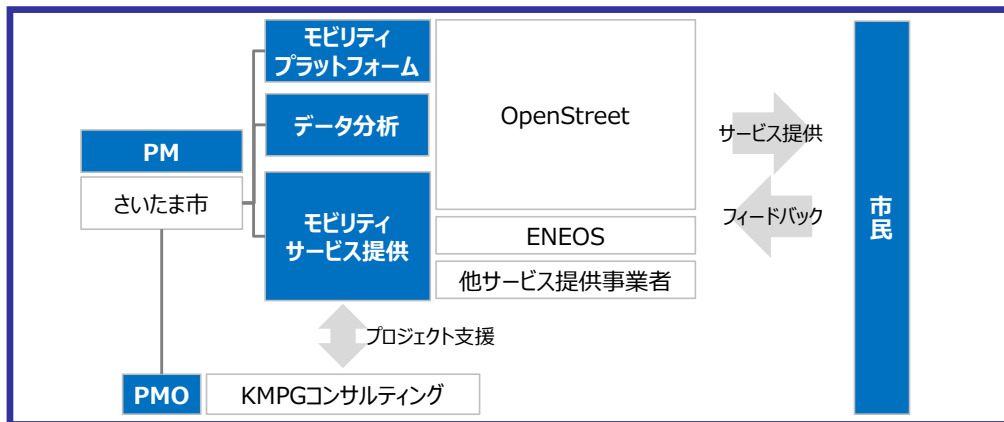 モビリティ
プラットフォーム
データ分析
OpenStreet
PM
さいたま市
モビリティ
サービス提供
ENEOS
他サービス提供事業者
サービス提供
フィードバック
市民
プロジェクト支援
PMO
KMPGコンサルティング